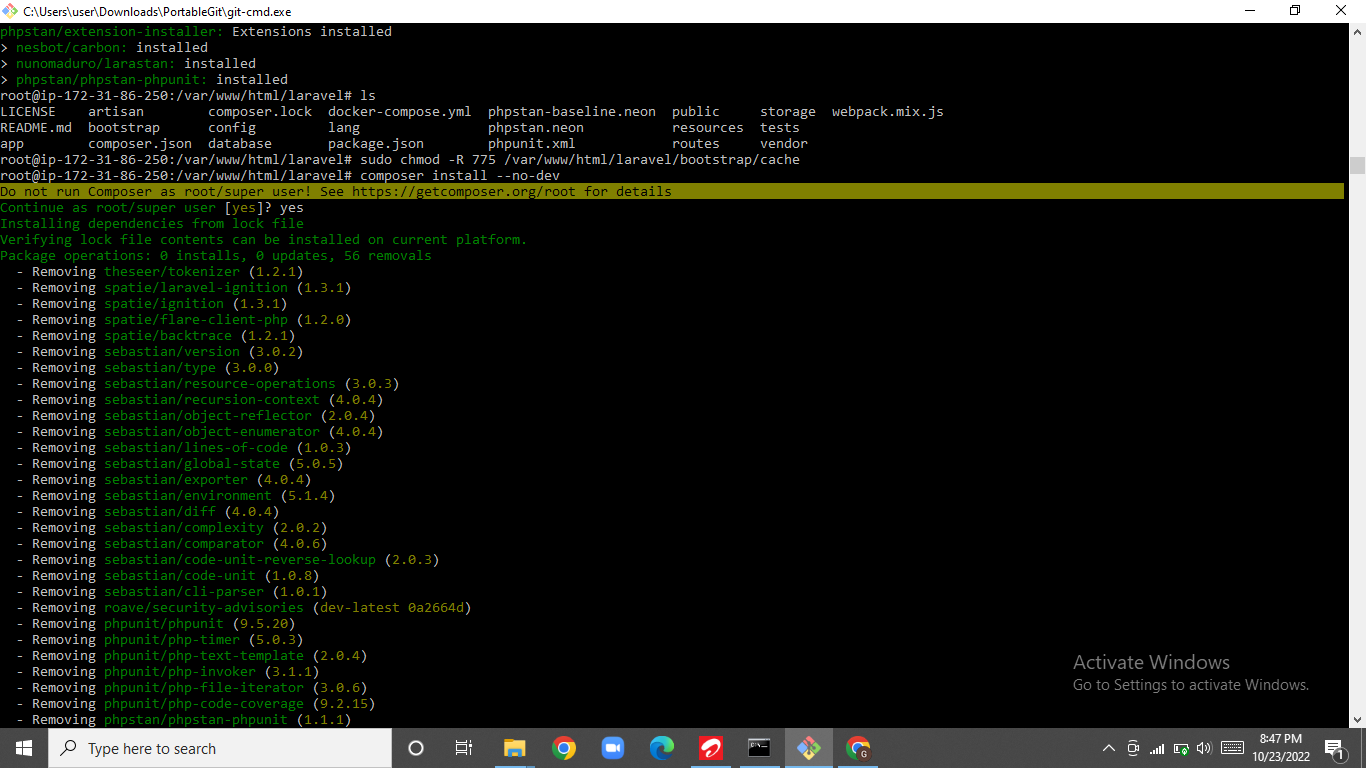 C:\Users\user\Downloads\PortableGit\git-cmd.exe
phpstan/extension-installer: Extensions installed
> nesbot/carbon: installed
> nunomaduro/larastan: installed
> phpstan/phpstan-phpunit: installed
root@ip-172-31-86-250:/var/www/html/laravel# ls
LICENSE    artisan        composer.lock  docker-compose.yml  phpstan-baseline.neon  public     storage  webpack.mix.js
README.md  bootstrap      config         lang                phpstan.neon           resources  tests
app        composer.json  database       package.json        phpunit.xml            routes     vendor
root@ip-172-31-86-250:/var/www/html/laravel# sudo chmod -R 775 /var/www/html/laravel/bootstrap/cache
root@ip-172-31-86-250:/var/www/html/laravel# composer install --no-dev
Do not run Composer as root/super user! See https://getcomposer.org/root for details
Continue as root/super user [yes]? yes
Installing dependencies from lock file
Verifying lock file contents can be installed on current platform.
Package operations: 0 installs, 0 updates, 56 removals
  - Removing theseer/tokenizer (1.2.1)
  - Removing spatie/laravel-ignition (1.3.1)
  - Removing spatie/ignition (1.3.1)
  - Removing spatie/flare-client-php (1.2.0)
  - Removing spatie/backtrace (1.2.1)
  - Removing sebastian/version (3.0.2)
  - Removing sebastian/type (3.0.0)
  - Removing sebastian/resource-operations (3.0.3)
  - Removing sebastian/recursion-context (4.0.4)
  - Removing sebastian/object-reflector (2.0.4)
  - Removing sebastian/object-enumerator (4.0.4)
  - Removing sebastian/lines-of-code (1.0.3)
  - Removing sebastian/global-state (5.0.5)
  - Removing sebastian/exporter (4.0.4)
  - Removing sebastian/environment (5.1.4)
  - Removing sebastian/diff (4.0.4)
  - Removing sebastian/complexity (2.0.2)
  - Removing sebastian/comparator (4.0.6)
  - Removing sebastian/code-unit-reverse-lookup (2.0.3)
  - Removing sebastian/code-unit (1.0.8)
  - Removing sebastian/cli-parser (1.0.1)
  - Removing roave/security-advisories (dev-latest 0a2664d)
  - Removing phpunit/phpunit (9.5.20)
  - Removing phpunit/php-timer (5.0.3)
  - Removing phpunit/php-text-template (2.0.4)
  - Removing phpunit/php-invoker (3.1.1)
  - Removing phpunit/php-file-iterator (3.0.6)
  - Removing phpunit/php-code-coverage (9.2.15)
  - Removing phpstan/phpstan-phpunit (1.1.1)
Activate Windows
Go to Settings to activate Windows.
Type here to search
8:47 PM
10/23/2022
1